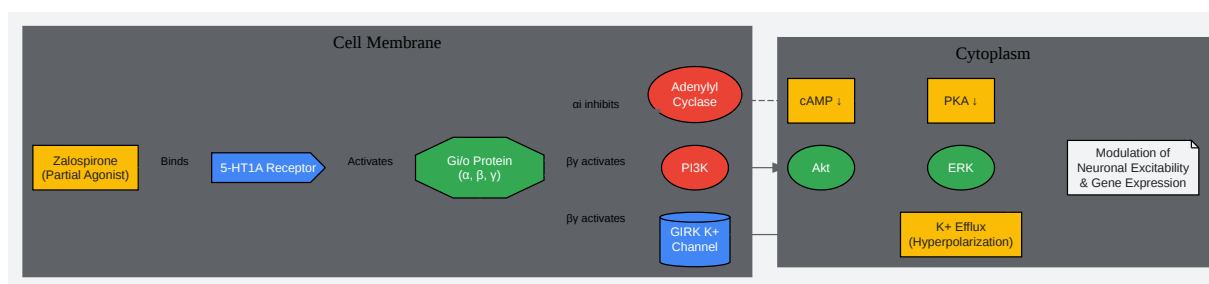 Cell Membrane
Cytoplasm
Zalospirone
(Partial Agonist)
Binds
5-HT1A Receptor
Activates
Gi/o Protein
(α, β, γ)
αi inhibits
βγ activates
βγ activates
Adenylyl
Cyclase
PI3K
GIRK K+
Channel
cAMP ↓
PKA ↓
Akt
ERK
K+ Efflux
(Hyperpolarization)
Modulation of
Neuronal Excitability
& Gene Expression